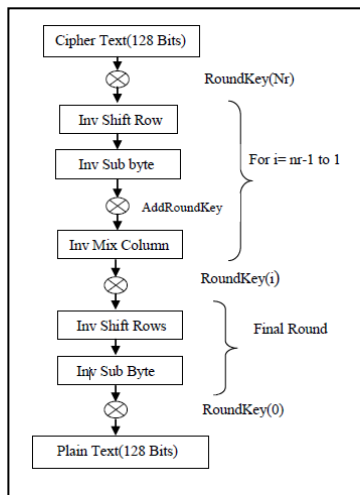 Cipher Text(128 Bits)
RoundKey(Nr)
Inv Shift Row
For i= nr-1 to 1
Inv Sub byte
AddRoundKey
Inv Mix Column
RoundKey(i)
Inv Shift Rows
Final Round
Inv Sub Byte
RoundKey(0)
Plain Text(128 Bits)